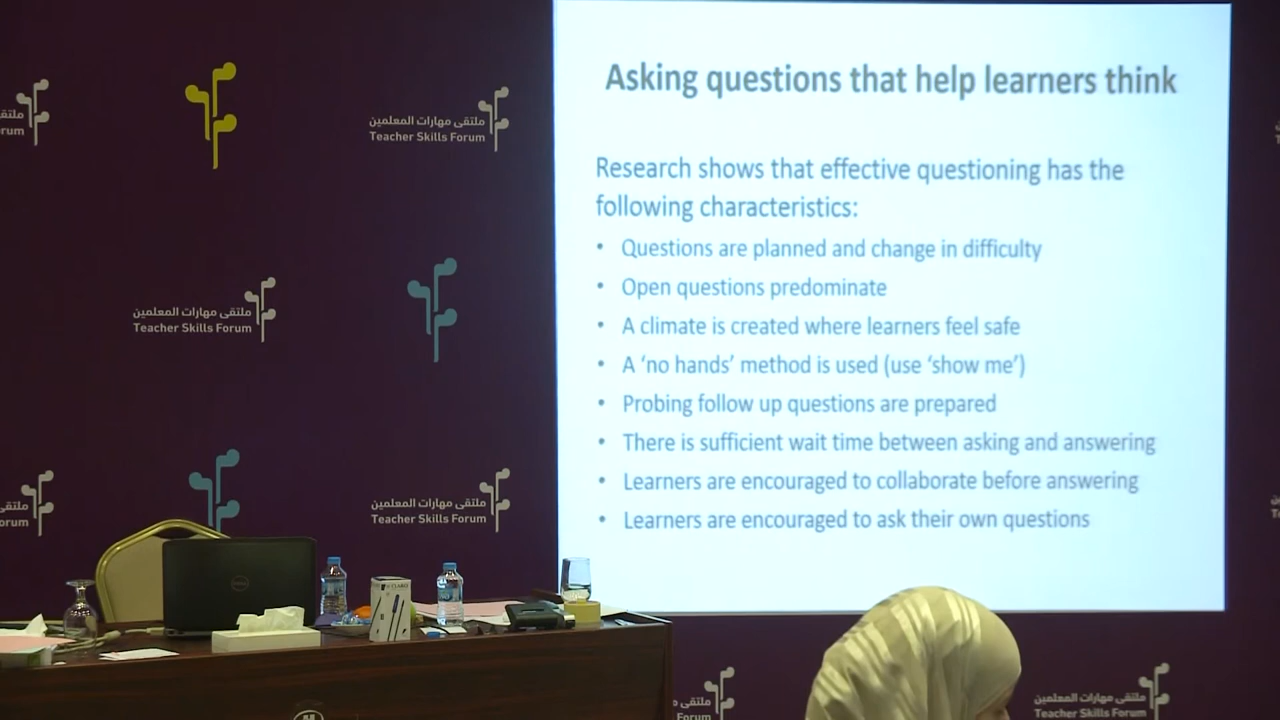 Asking questions that help learners think
Research shows that effective questioning has the
following characteristics:
• Questions are planned and change in difficulty
• Open questions predominate
• A climate is created where learners feel safe
• A ‘no hands’ method is used (use ‘show me’)
• Probing follow up questions are prepared
• There is sufficient wait time between asking and answering
• Learners are encouraged to collaborate before answering
• Learners are encouraged to ask their own questions
ملتقى مهارات المعلمين
Teacher Skills Forum
ملتقى مهارات المعلمين
Teacher Skills Forum
ملتقى مهارات المعلمين
Teacher Skills Forum
ملتقى مهارات المعلمين
Teacher Skills Forum
DELL